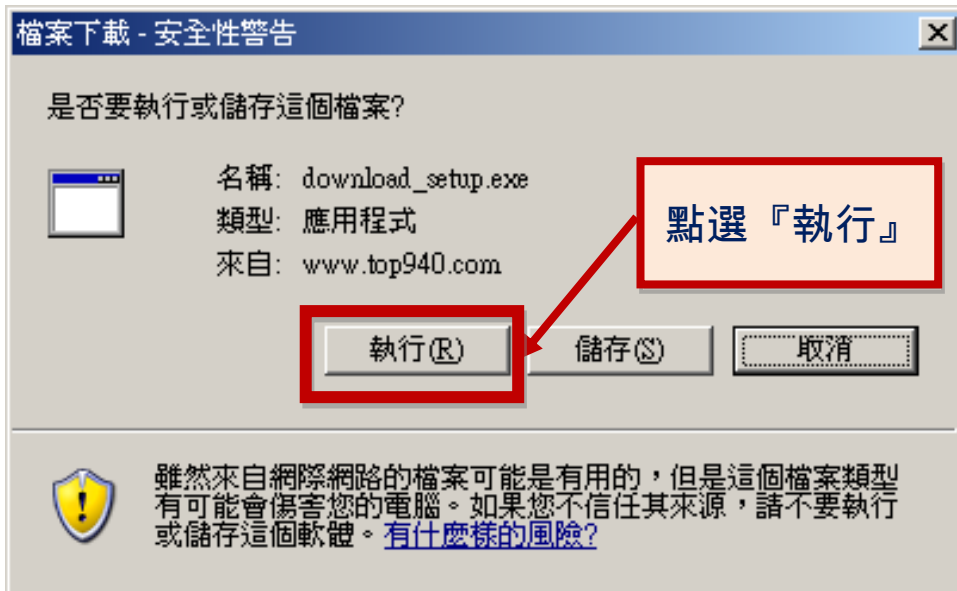 檔案下載 - 安全性警告
是否要執行或儲存這個檔案?
名稱: download_setup.exe
類型: 應用程式
來自: www.top940.com
點選『執行』
執行(R)
儲存(S)
取消
雖然來自網際網路的檔案可能是有用的，但是這個檔案類型
有可能會傷害您的電腦。如果您不信任其來源，請不要執行
或儲存這個軟體。有什麼樣的風險?